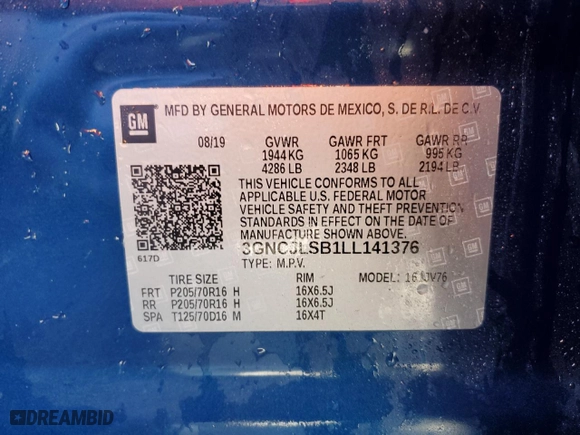 GM
MFD BY GENERAL MOTORS DE MEXICO, S. DE R.L. DE C.V.
08/19 GVWR GAWR FRT GAWR RR
1944 KG 1065 KG 995 KG
4286 LB 2348 LB 2194 LB
THIS VEHICLE CONFORMS TO ALL
APPLICABLE U.S. FEDERAL MOTOR
VEHICLE SAFETY AND THEFT PREVENTION
STANDARDS IN EFFECT ON THE DATE OF
MANUFACTURE SHOWN ABOVE.
617D
3GNCJLSB1LL141376
TYPE: M.P.V.
TIRE SIZE RIM MODEL: 1G1JV76
FRT P205/70R16 H 16X6.5J
RR P205/70R16 H 16X6.5J
SPA T125/70D16 M 16X4T
DREAMBID